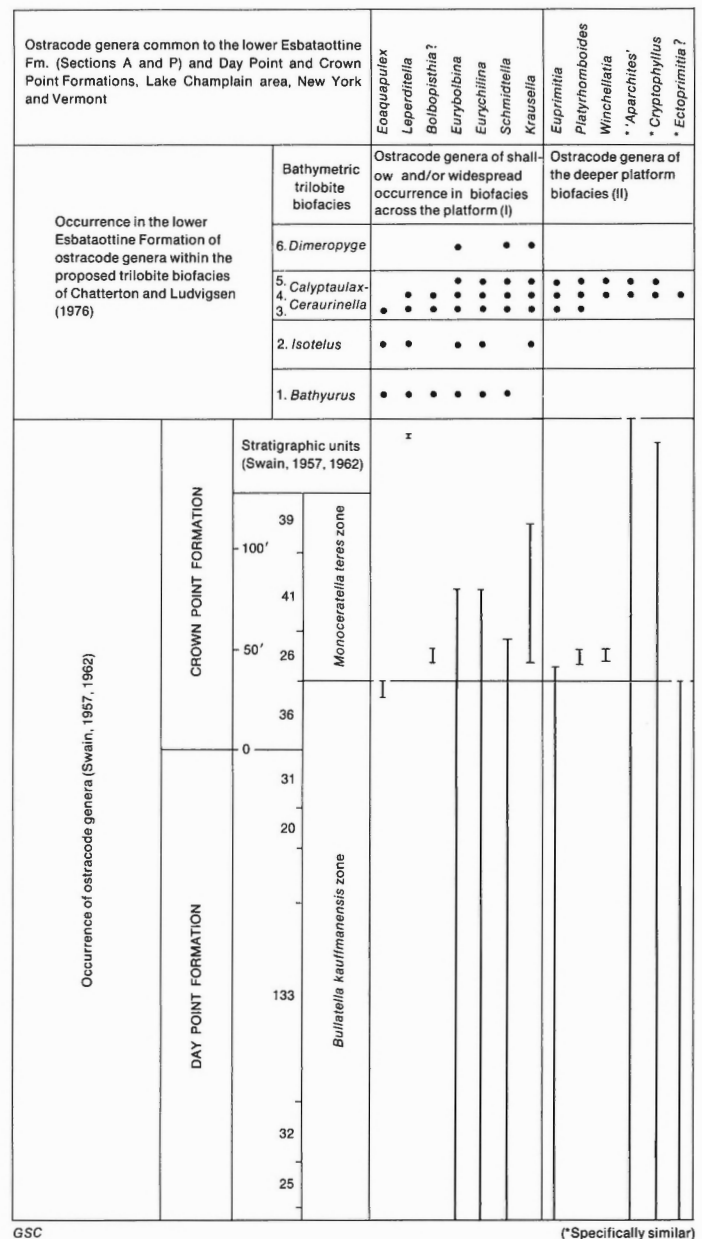 Ostracode genera common to the lower Esbataottine
Fm. (Sections A and P) and Day Point and Crown
Point Formations, Lake Champlain area, New York
and Vermont
Eoaquapulex
Leperditella
Bolbopisthia?
Eurybolbina
Eurychilina
Schmidtella
Krausella
Euprimitia
Platyrhomboides
Winchellatia
*'Aparchites'
*Cryptophyllus
*Ectoprimitia?
Occurrence in the lower
Esbataottine Formation of
ostracode genera within the
proposed trilobite biofacies
of Chatterton and Ludvigsen
(1976)
Bathymetric
trilobite
biofacies
Ostracode genera of shall-
ow and/or widespread
occurrence in biofacies
across the platform (I)
Ostracode genera of
the deeper platform
biofacies (II)
6. Dimeropyge
5. Calyptaulax-
4. Ceraurinella
3.
2. Isotelus
1. Bathyurus
Occurrence of ostracode genera (Swain, 1957, 1962)
CROWN POINT FORMATION
DAY POINT FORMATION
Stratigraphic units
(Swain, 1957, 1962)
100'
50'
0
39
41
26
36
31
20
133
32
25
Monoceratella teres zone
Bullatella kauffmanensis zone
GSC
(*Specifically similar)